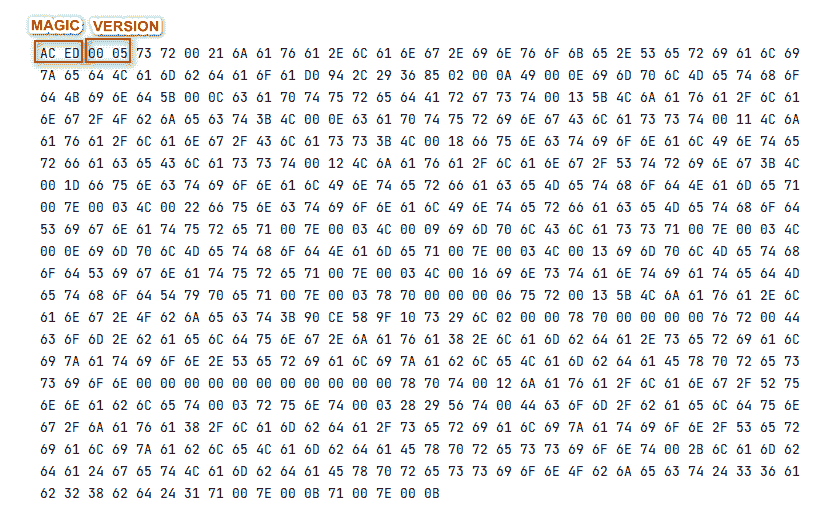 MAGIC VERSION
AC ED 00 05 73 72 00 21 6A 61 76 61 2E 6C 61 6E 67 2E 69 6E 76 6F 6B 65 2E 53 65 72 69 61 6C 69
7A 65 64 4C 61 6D 62 64 61 6F 61 D0 94 2C 29 36 85 02 00 0A 49 00 0E 69 6D 70 6C 4D 65 74 68 6F
64 4B 69 6E 64 5B 00 0C 63 61 70 74 75 72 65 64 41 72 67 73 74 00 13 5B 4C 6A 61 76 61 2F 6C 61
6E 67 2F 4F 62 6A 65 63 74 3B 4C 00 0E 63 61 70 74 75 72 69 6E 67 43 6C 61 73 73 74 00 11 4C 6A
61 76 61 2F 6C 61 6E 67 2F 43 6C 61 73 73 3B 4C 00 18 66 75 6E 63 74 69 6F 6E 61 6C 49 6E 74 65
72 66 61 63 65 43 6C 61 73 73 74 00 12 4C 6A 61 76 61 2F 6C 61 6E 67 2F 53 74 72 69 6E 67 3B 4C
00 1D 66 75 6E 63 74 69 6F 6E 61 6C 49 6E 74 65 72 66 61 63 65 4D 65 74 68 6F 64 4E 61 6D 65 71
00 7E 00 03 4C 00 22 66 75 6E 63 74 69 6F 6E 61 6C 49 6E 74 65 72 66 61 63 65 4D 65 74 68 6F 64
53 69 67 6E 61 74 75 72 65 71 00 7E 00 03 4C 00 09 69 6D 70 6C 43 6C 61 73 73 71 00 7E 00 03 4C
00 0E 69 6D 70 6C 4D 65 74 68 6F 64 4E 61 6D 65 71 00 7E 00 03 4C 00 13 69 6D 70 6C 4D 65 74 68
6F 64 53 69 67 6E 61 74 75 72 65 71 00 7E 00 03 4C 00 16 69 6E 73 74 61 6E 74 69 61 74 65 64 4D
65 74 68 6F 64 54 79 70 65 71 00 7E 00 03 78 70 00 00 00 06 75 72 00 13 5B 4C 6A 61 76 61 2E 6C
61 6E 67 2E 4F 62 6A 65 63 74 3B 90 CE 58 9F 10 73 29 6C 02 00 00 78 70 00 00 00 00 76 72 00 44
63 6F 6D 2E 62 61 65 6C 64 75 6E 67 2E 6A 61 76 61 38 2E 6C 61 6D 62 64 61 2E 73 65 72 69 61 6C
69 7A 61 74 69 6F 6E 2E 53 65 72 69 61 6C 69 7A 61 62 6C 65 4C 61 6D 62 64 61 45 78 70 72 65 73
73 69 6F 6E 00 00 00 00 00 00 00 00 00 00 00 78 70 74 00 12 6A 61 76 61 2F 6C 61 6E 67 2F 52 75
6E 6E 61 62 6C 65 74 00 03 72 75 6E 74 00 03 28 29 56 74 00 44 63 6F 6D 2F 62 61 65 6C 64 75 6E
67 2F 6A 61 76 61 38 2F 6C 61 6D 62 64 61 2F 73 65 72 69 61 6C 69 7A 61 74 69 6F 6E 2F 53 65 72
69 61 6C 69 7A 61 62 6C 65 4C 61 6D 62 64 61 45 78 70 72 65 73 73 69 6F 6E 74 00 2B 6C 61 6D 62
64 61 24 67 65 74 4C 61 6D 62 64 61 45 78 70 72 65 73 73 69 6F 6E 4F 62 6A 65 63 74 24 33 36 61
62 32 38 62 64 24 31 71 00 7E 00 0B 71 00 7E 00 0B